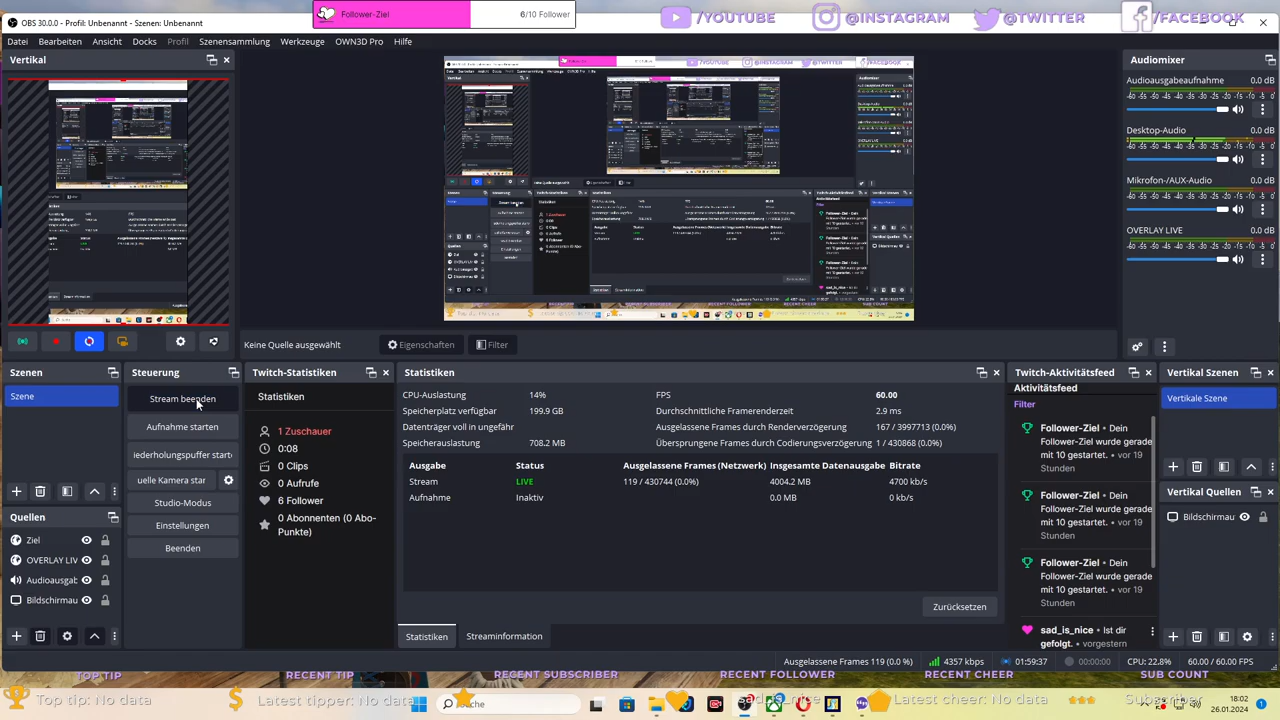 Follower-Ziel 6/10 Follower
/YOUTUBE @INSTAGRAM @TWITTER /FACEBOOK
OBS 30.0.0 - Profil: Unbenannt - Szenen: Unbenannt
Datei Bearbeiten Ansicht Docks Profil Szenensammlung Werkzeuge OWN3D Pro Hilfe
Vertikal
Audiomixer
Audioausgabeaufnahme 0.0 dB
Desktop-Audio 0.0 dB
Mikrofon-/AUX-Audio 0.0 dB
OVERLAY LIVE 0.0 dB
Keine Quelle ausgewählt Eigenschaften Filter
Szenen
Szene
Quellen
Ziel
OVERLAY LIV
Audioausgab
Bildschirmau
Steuerung
Stream beenden
Aufnahme starten
iederholungspuffer start
uelle Kamera star
Studio-Modus
Einstellungen
Beenden
Twitch-Statistiken
Statistiken
1 Zuschauer
0:08
0 Clips
0 Aufrufe
6 Follower
0 Abonnenten (0 Abo-
Punkte)
Statistiken
CPU-Auslastung 14%
Speicherplatz verfügbar 199.9 GB
Datenträger voll in ungefähr
Speicherauslastung 708.2 MB
FPS 60.00
Durchschnittliche Framerenderzeit 2.9 ms
Ausgelassene Frames durch Renderverzögerung 167 / 3997713 (0.0%)
Übersprungene Frames durch Codierungsverzögerung 1 / 430868 (0.0%)
Ausgabe Status Ausgelassene Frames (Netzwerk) Insgesamte Datenausgabe Bitrate
Stream LIVE 119 / 430744 (0.0%) 4004.2 MB 4700 kb/s
Aufnahme Inaktiv 0.0 MB 0 kb/s
Zurücksetzen
Statistiken Streaminformation
Twitch-Aktivitätsfeed
Aktivitätsfeed
Filter
Follower-Ziel • Dein
Follower-Ziel wurde gerade
mit 10 gestartet. • vor 19
Stunden
Follower-Ziel • Dein
Follower-Ziel wurde gerade
mit 10 gestartet. • vor 19
Stunden
Follower-Ziel • Dein
Follower-Ziel wurde gerade
mit 10 gestartet. • vor 19
Stunden
sad_is_nice • Ist dir
gefolgt. • vorgestern
Vertikal Szenen
Vertikale Szene
Vertikal Quellen
Bildschirmau
Ausgelassene Frames 119 (0.0 %) 4357 kbps 01:59:37 00:00:00 CPU: 22.8% 60.00 / 60.00 FPS
TOP TIP RECENT TIP RECENT SUBSCRIBER RECENT FOLLOWER RECENT CHEER SUB COUNT
Top tip: No data Latest tipper: No data sad_is_nice Latest cheer: No data
18:02
26.01.2024